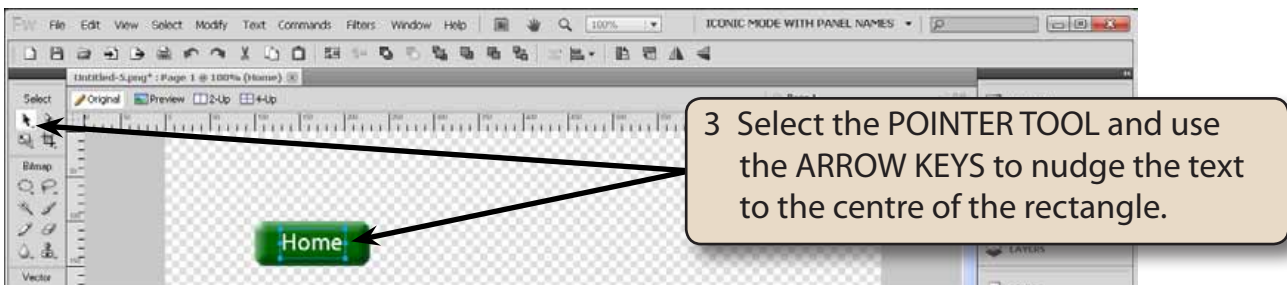 Fw File Edit View Select Modify Text Commands Filters Window Help 100% ICONIC MODE WITH PANEL NAMES
Untitled-5.png* : Page 1 @ 100% (Home)
Select Original Preview 2-Up 4-Up
Bitmap
Vector
Home
LAYERS
3 Select the POINTER TOOL and use
the ARROW KEYS to nudge the text
to the centre of the rectangle.